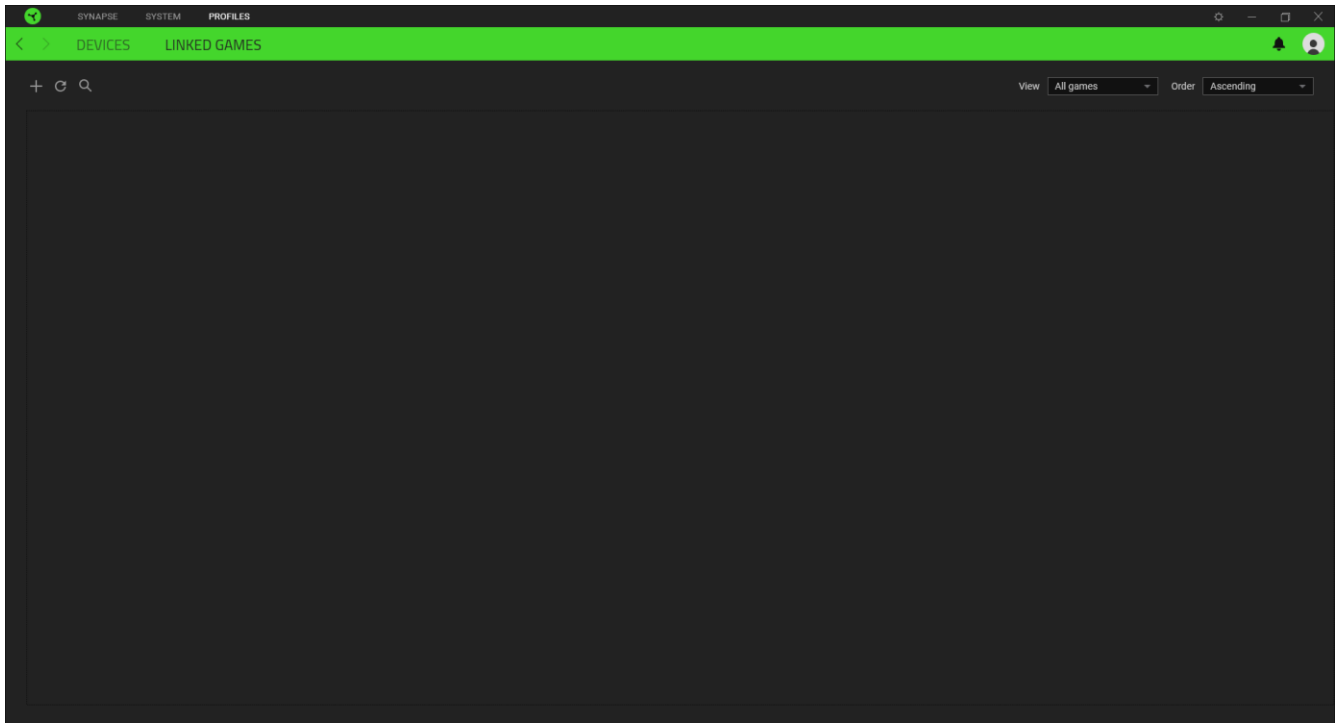 SYNAPSE SYSTEM PROFILES
DEVICES LINKED GAMES
View All games Order Ascending